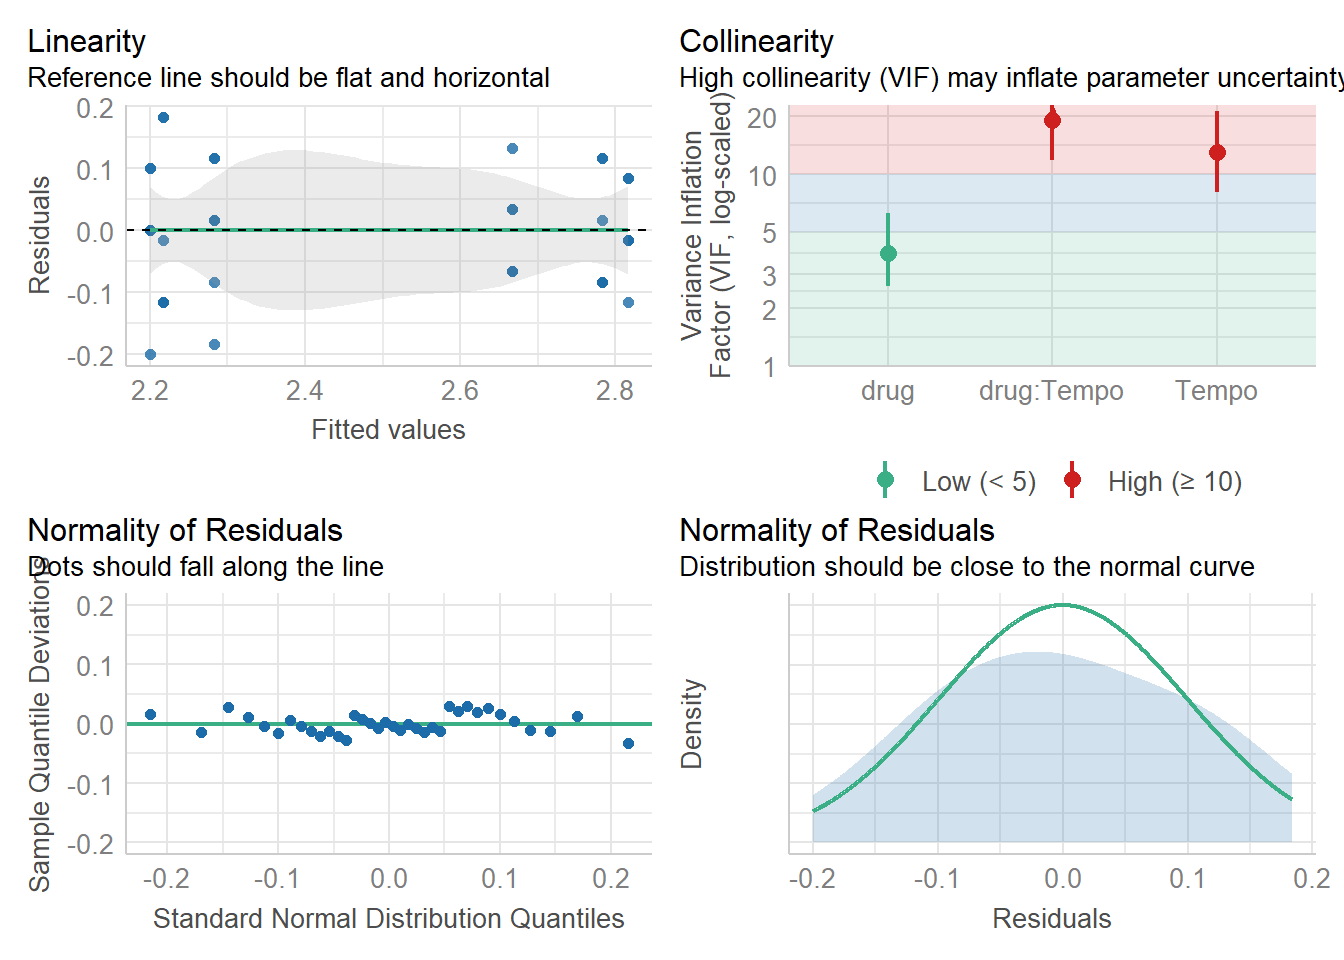 Linearity
Reference line should be flat and horizontal
Residuals
0.2
0.1
0.0
-0.1
-0.2
2.2
2.4
2.6
2.8
Fitted values
Collinearity
High collinearity (VIF) may inflate parameter uncertainty
Variance Inflation
Factor (VIF, log-scaled)
20
10
5
3
2
1
drug
drug:Tempo
Tempo
Low (< 5)
High (≥ 10)
Normality of Residuals
Dots should fall along the line
Sample Quantile Deviations
0.2
0.1
0.0
-0.1
-0.2
-0.2
-0.1
0.0
0.1
0.2
Standard Normal Distribution Quantiles
Normality of Residuals
Distribution should be close to the normal curve
Density
-0.2
-0.1
0.0
0.1
0.2
Residuals